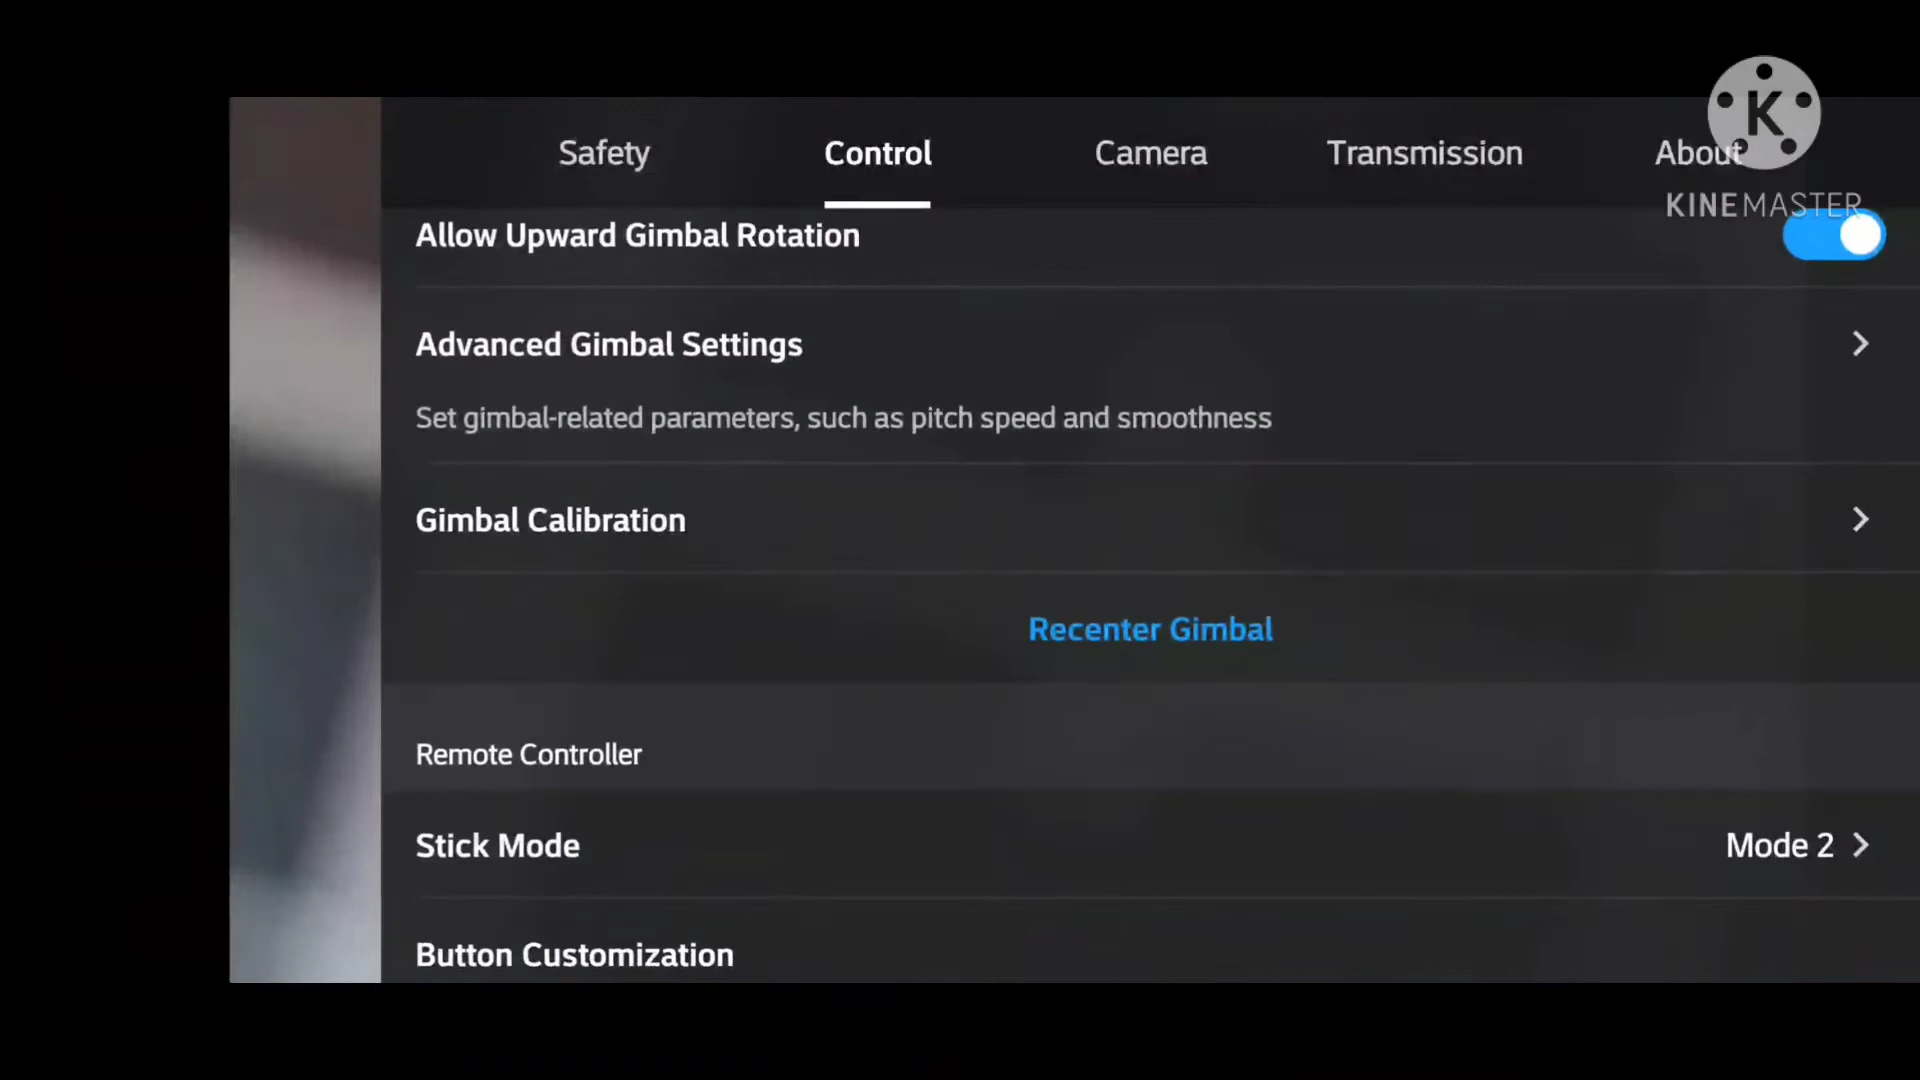 Safety Control Camera Transmission About
K
KINEMASTER
Allow Upward Gimbal Rotation
Advanced Gimbal Settings
Set gimbal-related parameters, such as pitch speed and smoothness
Gimbal Calibration
Recenter Gimbal
Remote Controller
Stick Mode Mode 2
Button Customization